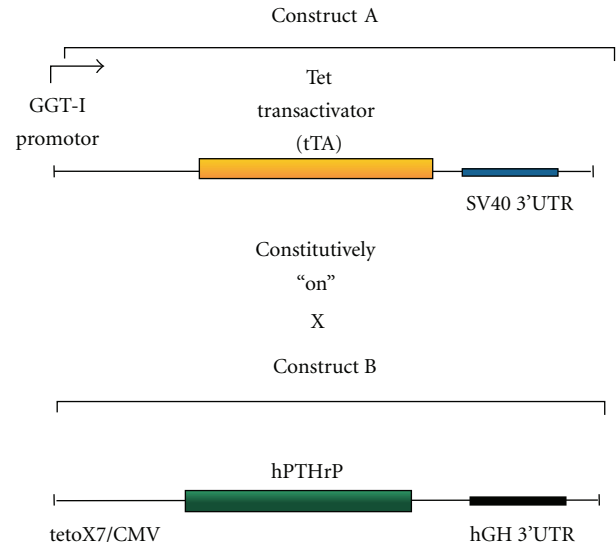 Construct A
GGT-I
promotor
Tet
transactivator
(tTA)
SV40 3’UTR
Constitutively
“on”
X
Construct B
hPTHrP
tetoX7/CMV
hGH 3’UTR